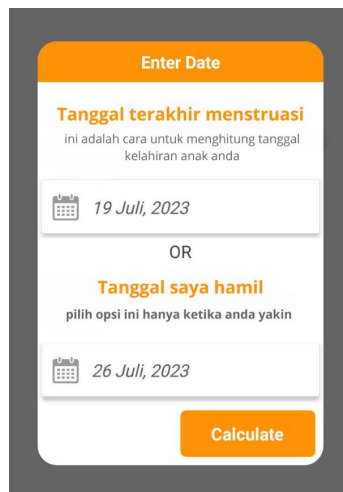 Enter Date
Tanggal terakhir menstruasi
ini adalah cara untuk menghitung tanggal
kelahiran anak anda
19 Juli, 2023
OR
Tanggal saya hamil
pilih opsi ini hanya ketika anda yakin
26 Juli, 2023
Calculate